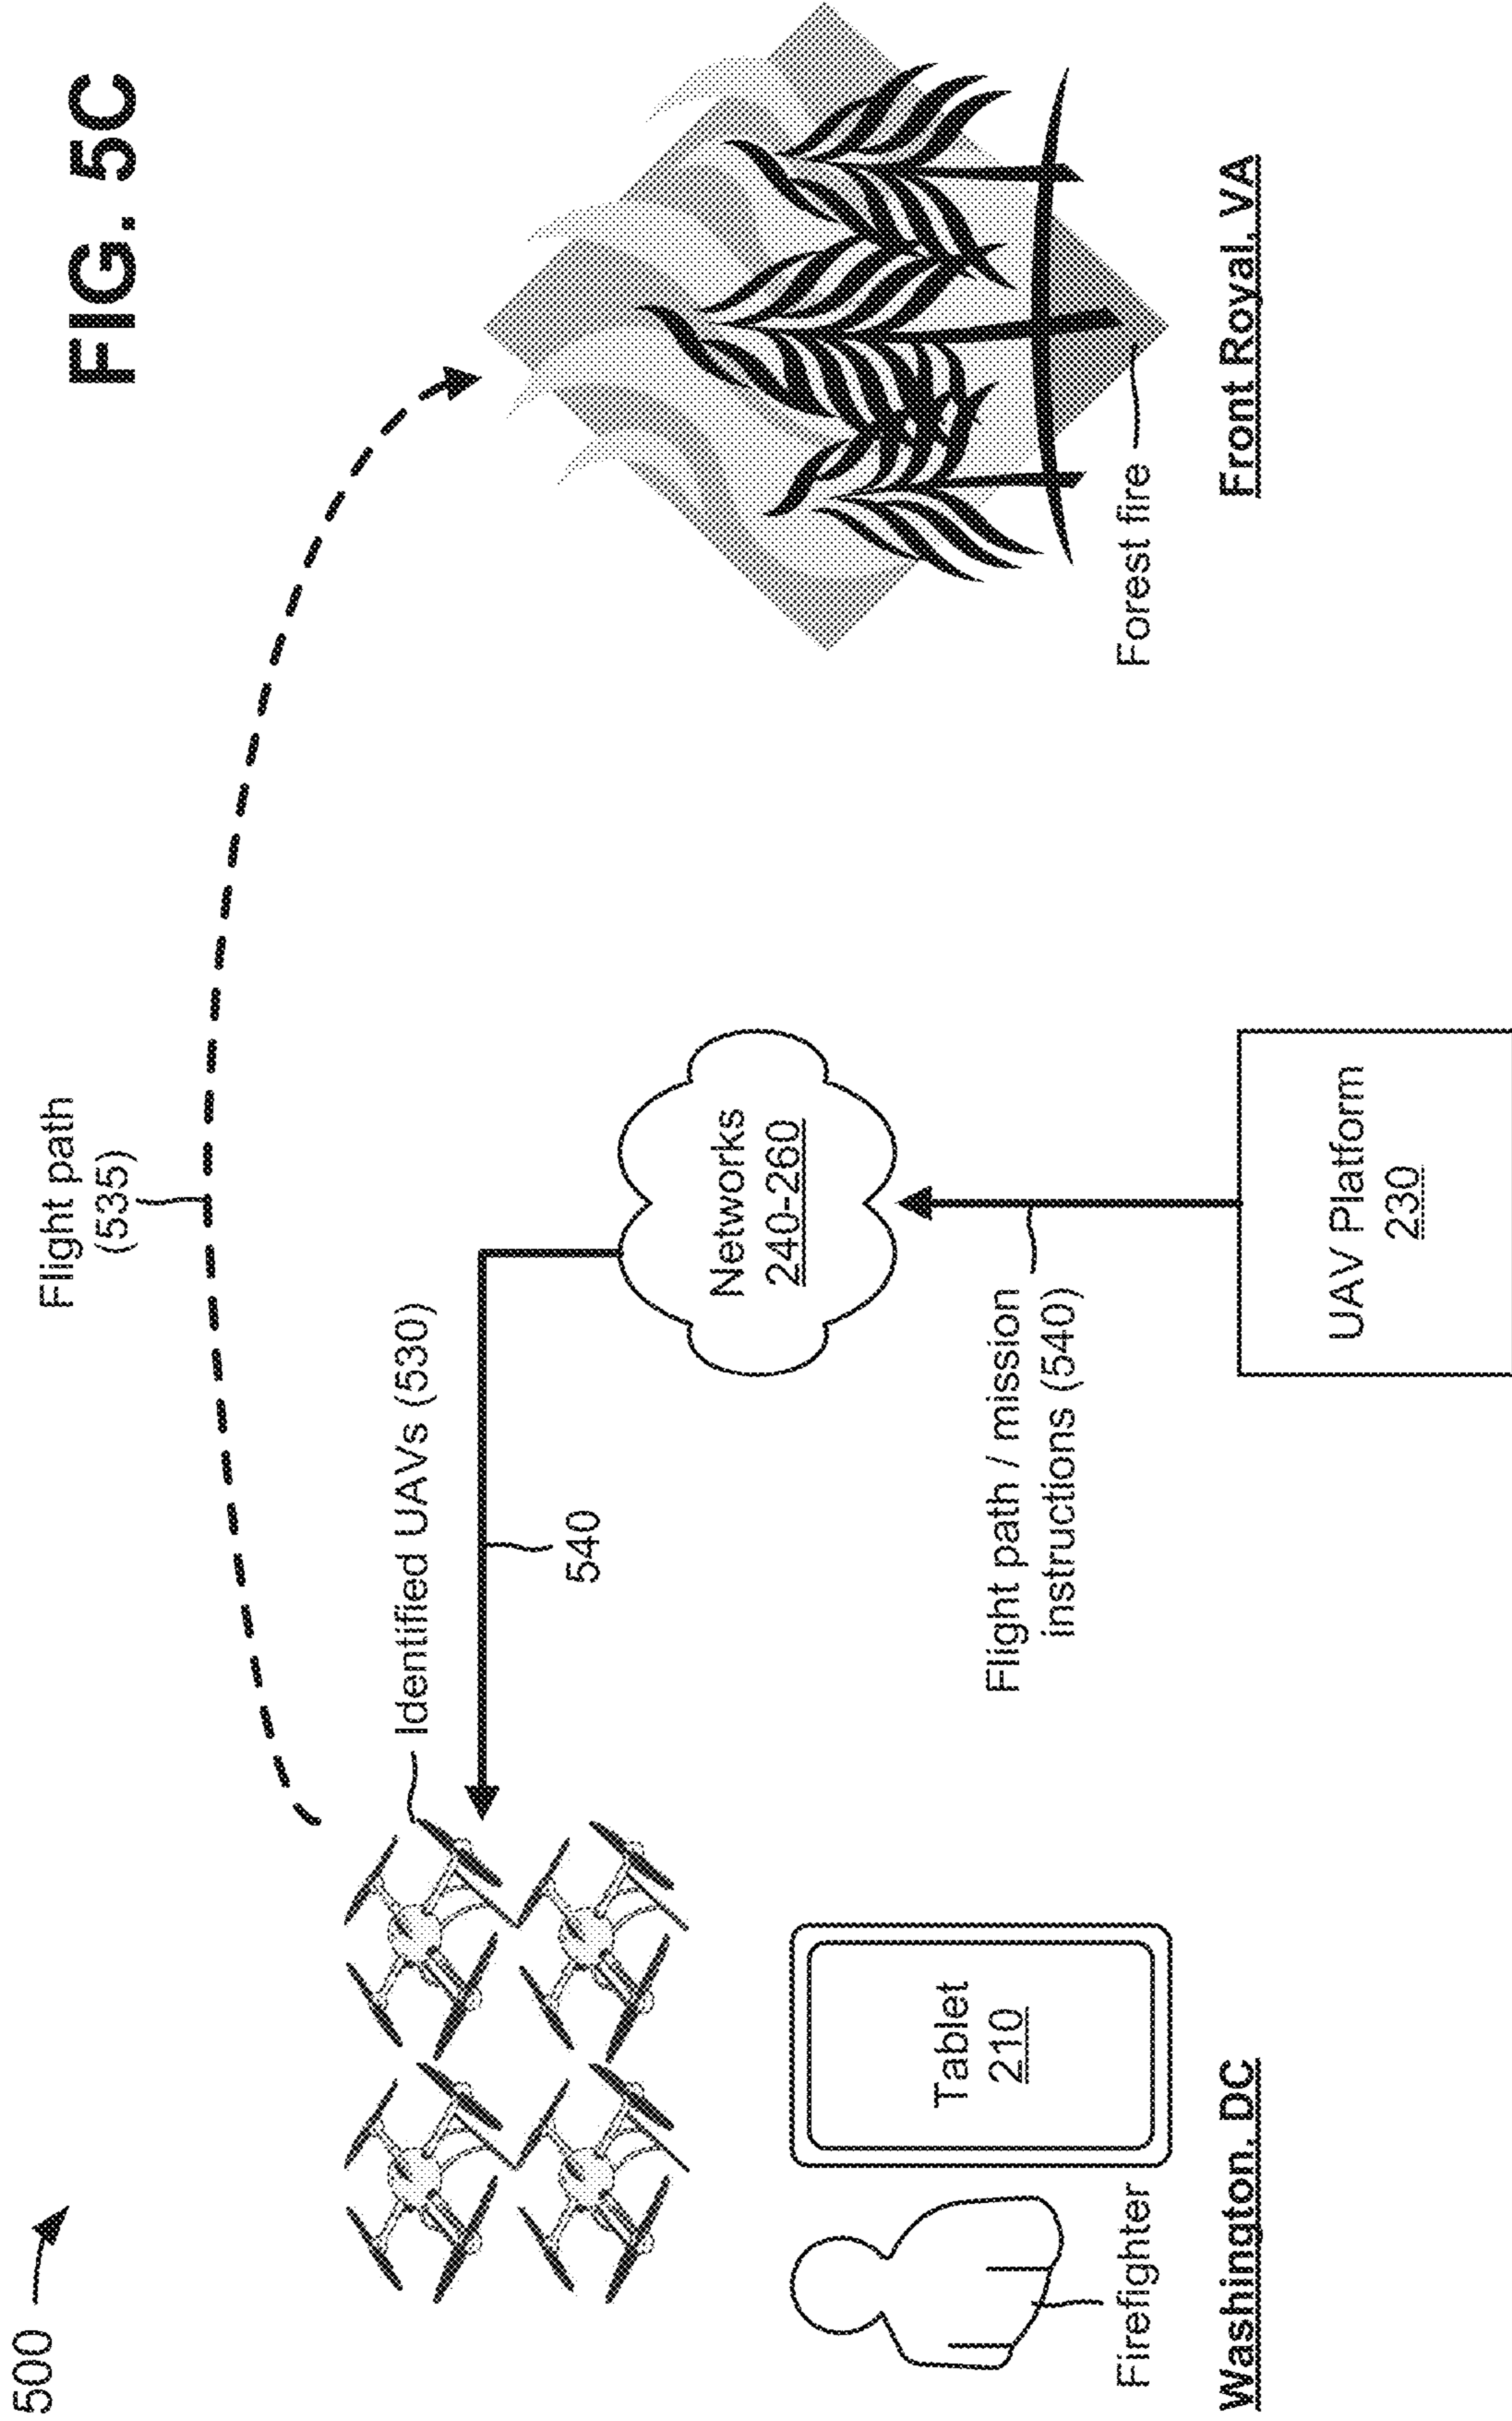 500
FIG. 5C
Flight path
(535)
Identified UAVs (530)
540
Networks
240-260
Flight path / mission
instructions (540)
UAV Platform
230
Tablet
210
Firefighter
Washington, DC
Forest fire
Front Royal, VA